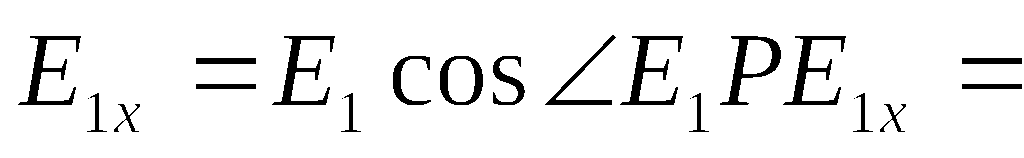 E₁ₓ = E₁ cos ∠E₁PE₁ₓ =